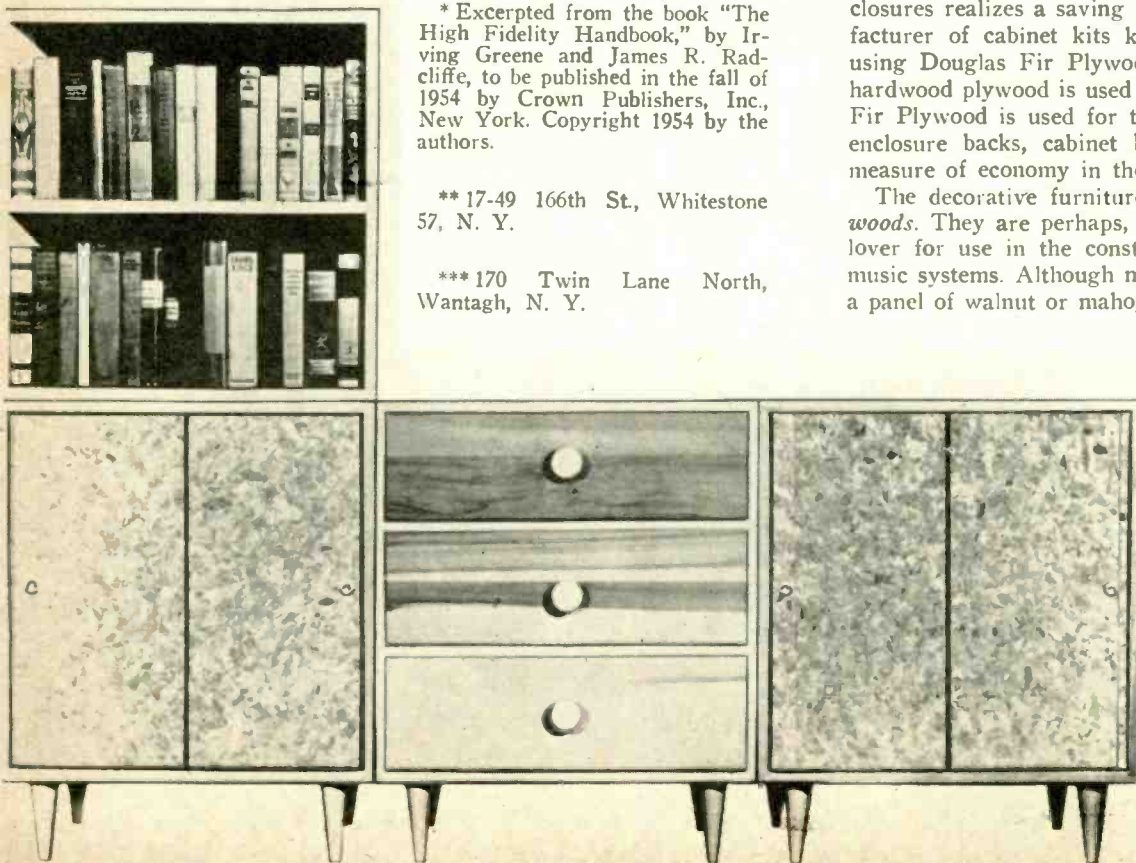 * Excerpted from the book "The
High Fidelity Handbook," by Ir-
ving Greene and James R. Rad-
cliffe, to be published in the fall of
1954 by Crown Publishers, Inc.,
New York. Copyright 1954 by the
authors.
** 17-49 166th St., Whitestone
57, N. Y.
*** 170 Twin Lane North,
Wantagh, N. Y.
closures realizes a saving
facturer of cabinet kits k
using Douglas Fir Plywoo
hardwood plywood is used
Fir Plywood is used for t
enclosure backs, cabinet
measure of economy in the
The decorative furniture
woods. They are perhaps,
lover for use in the const
music systems. Although n
a panel of walnut or maho